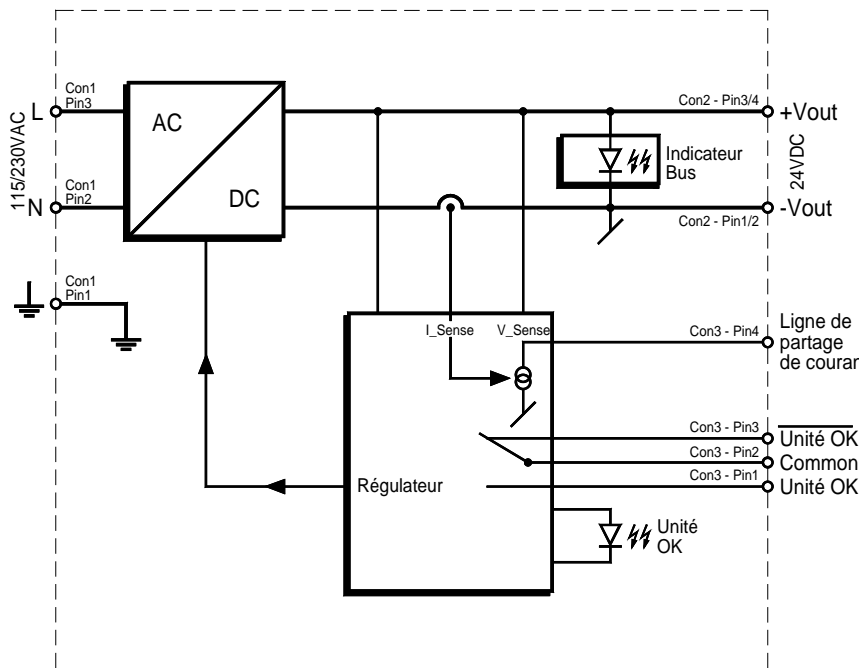 115/230VAC
L
Con1
Pin3
N
Con1
Pin2
Con1
Pin1
AC
DC
Con2 - Pin3/4
+Vout
24VDC
Indicateur
Bus
-Vout
Con2 - Pin1/2
I_Sense
V_Sense
Con3 - Pin4
Ligne de
partage
de couran
Régulateur
Con3 - Pin3
Unité OK
Con3 - Pin2
Common
Con3 - Pin1
Unité OK
Unité
OK